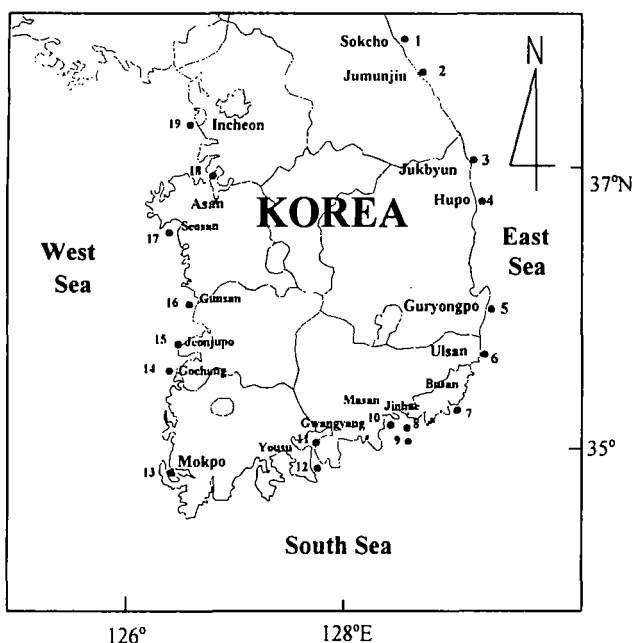 Sokcho 1
Jumunjin 2
N
19 Incheon
Jukbyun 3
37°N
18
Asan
Hupo 4
KOREA
West
Sea
17 Seosan
East
Sea
16 Gunsan
Guryongpo 5
15 Jeonjupo
Ulsan 6
14 Gochung
Busan
Masan
Jinhae
7
Gwangyang 10 8
9
11
Yousu
12
35°
13 Mokpo
South Sea
126° 128°E